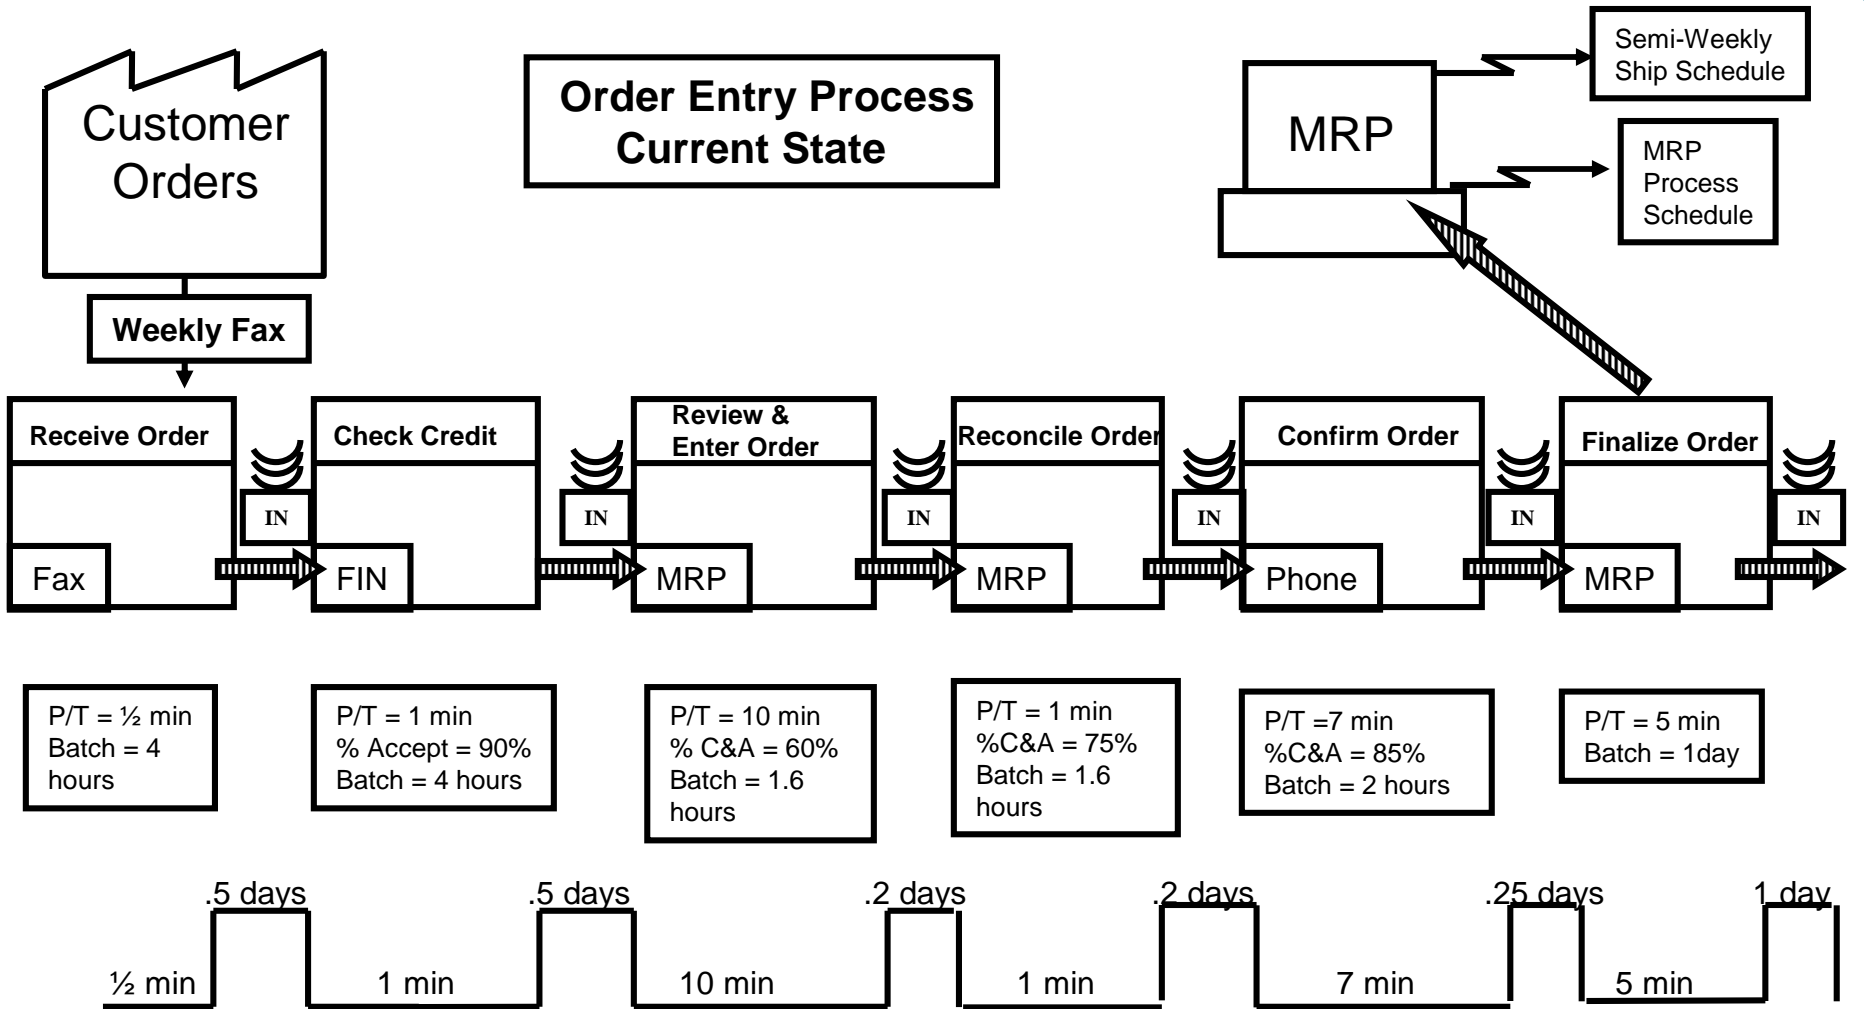 Customer
Orders
Order Entry Process
Current State
MRP
Semi-Weekly
Ship Schedule
MRP
Process
Schedule
Weekly Fax
Receive Order
Check Credit
Review &
Enter Order
Reconcile Order
Confirm Order
Finalize Order
IN
IN
IN
IN
IN
IN
Fax
FIN
MRP
MRP
Phone
MRP
P/T = ½ min
Batch = 4
hours
P/T = 1 min
% Accept = 90%
Batch = 4 hours
P/T = 10 min
% C&A = 60%
Batch = 1.6
hours
P/T = 1 min
%C&A = 75%
Batch = 1.6
hours
P/T =7 min
%C&A = 85%
Batch = 2 hours
P/T = 5 min
Batch = 1day
.5 days
.5 days
.2 days
.2 days
.25 days
1 day
½ min
1 min
10 min
1 min
7 min
5 min